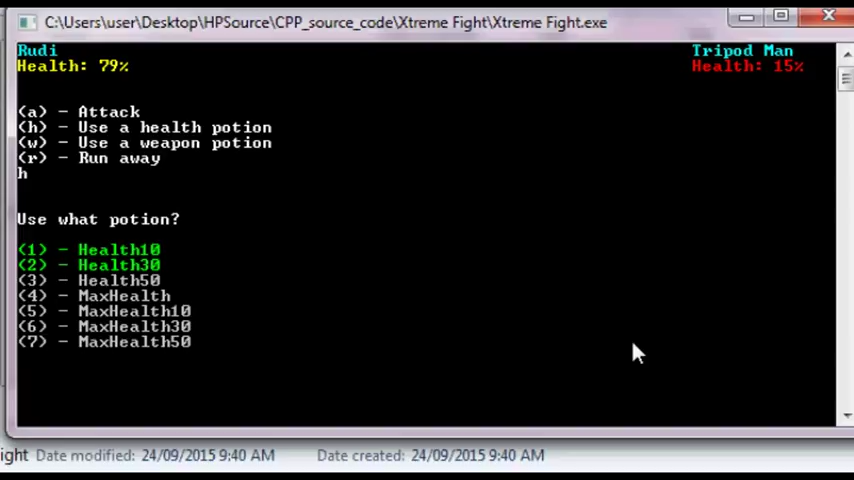 C:\Users\user\Desktop\HPSource\CPP_source_code\Xtreme Fight\Xtreme Fight.exe
Rudi Tripod Man
Health: 79% Health: 15%
(a) - Attack
(h) - Use a health potion
(w) - Use a weapon potion
(r) - Run away
h
Use what potion?
(1) - Health10
(2) - Health30
(3) - Health50
(4) - MaxHealth
(5) - MaxHealth10
(6) - MaxHealth30
(7) - MaxHealth50
ight Date modified: 24/09/2015 9:40 AM Date created: 24/09/2015 9:40 AM